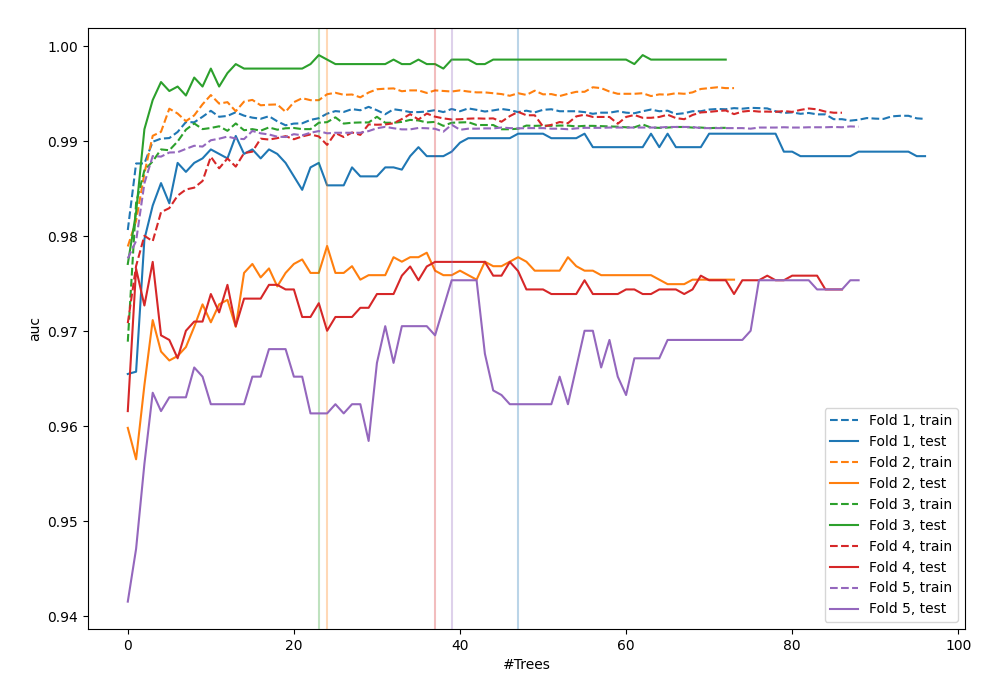 1.00
0.99
0.98
0.97
0.96
0.95
0.94
auc
0
20
40
60
80
100
#Trees
Fold 1, train
Fold 1, test
Fold 2, train
Fold 2, test
Fold 3, train
Fold 3, test
Fold 4, train
Fold 4, test
Fold 5, train
Fold 5, test